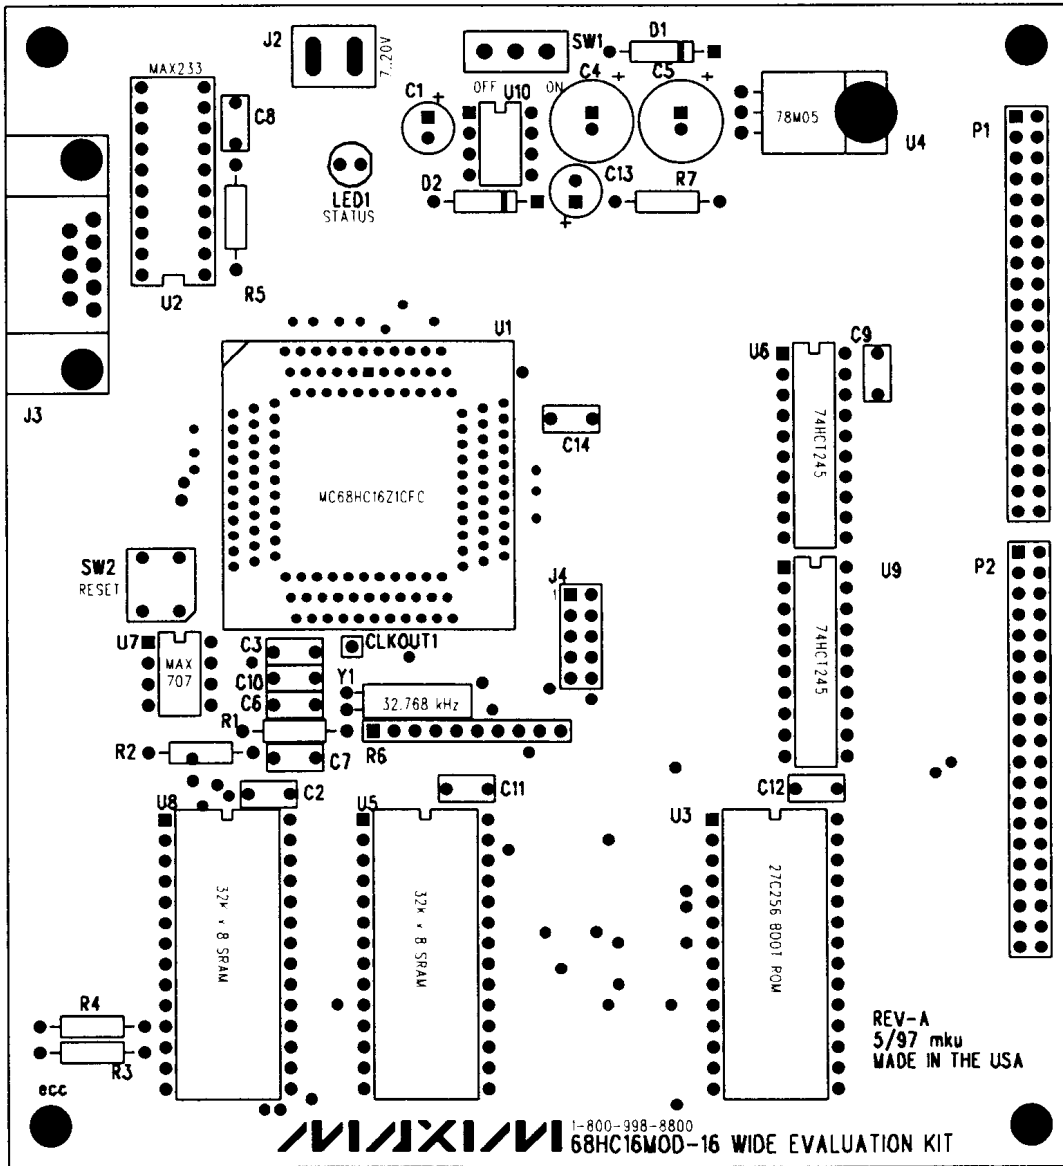 J2
7..20V
SW1
OFF ON
D1
MAX233
C8
C1 +
U10
C4 +
C5 +
78M05
U4
P1
LED1
STATUS
D2
C13
+
R7
U2
R5
J3
U1
MC68HC16Z1CFC
C14
U6
C9
74HCT245
SW2
RESET
U7
MAX
707
C3
C10
C6
R1
R2
C7
CLKOUT1
Y1
32.768 kHz
R6
J4
1
U9
74HCT245
P2
C2
C11
C12
U8
32k x 8 SRAM
U5
32k x 8 SRAM
U3
27C256 BOOT ROM
R4
R3
ecc
REV-A
5/97 mku
MADE IN THE USA
MAXIM
1-800-998-8800
68HC16MOD-16 WIDE EVALUATION KIT